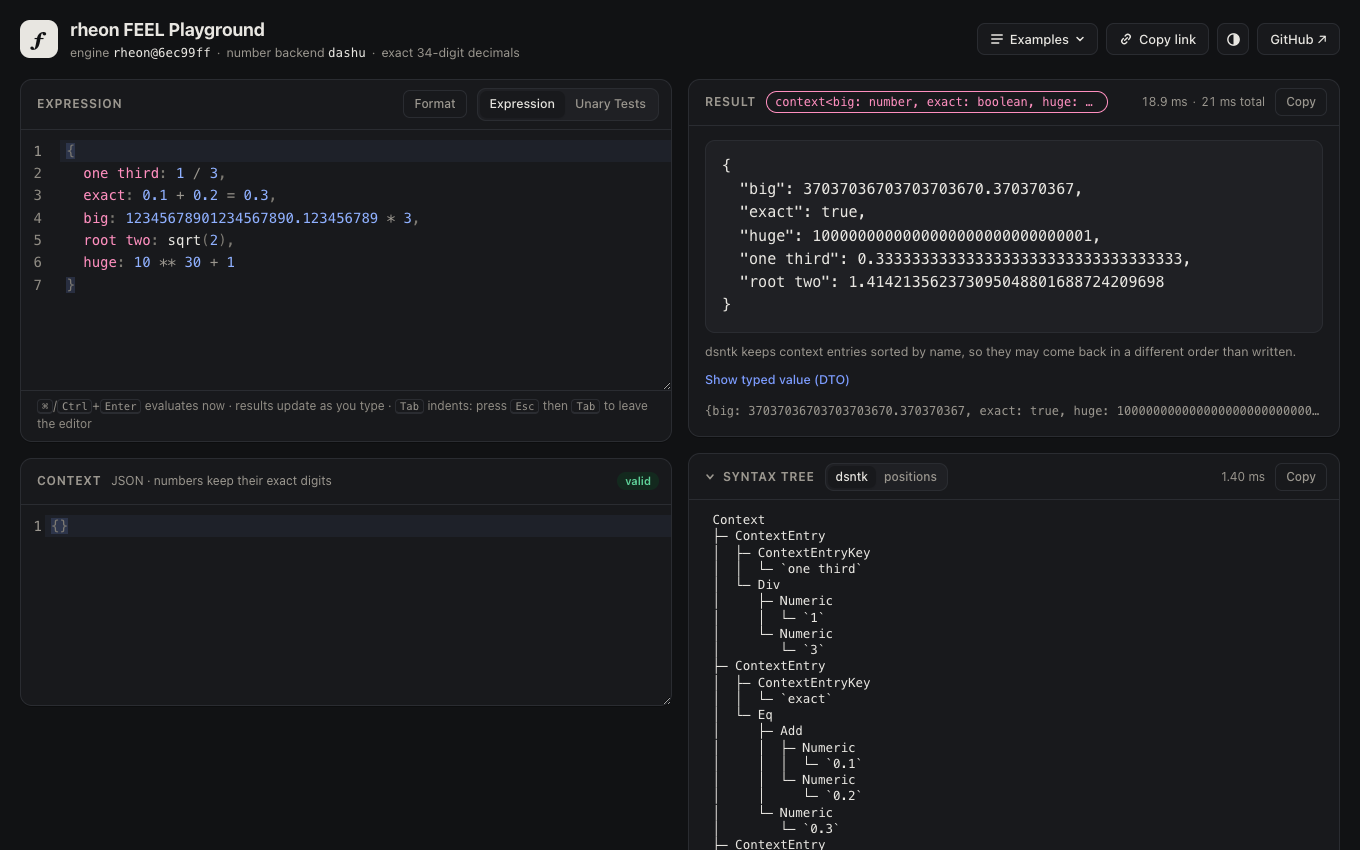 f
rheon FEEL Playground
engine rheon@6ec99ff · number backend dashu · exact 34-digit decimals
Examples
Copy link
GitHub ↗
EXPRESSION
Format
Expression
Unary Tests
1 {
2 one third: 1 / 3,
3 exact: 0.1 + 0.2 = 0.3,
4 big: 12345678901234567890.123456789 * 3,
5 root two: sqrt(2),
6 huge: 10 ** 30 + 1
7 }
⌘/Ctrl+Enter evaluates now · results update as you type · Tab indents: press Esc then Tab to leave
the editor
CONTEXT JSON · numbers keep their exact digits
valid
1 {}
RESULT
context<big: number, exact: boolean, huge: …
18.9 ms · 21 ms total
Copy
{
"big": 37037036703703703670.370370367,
"exact": true,
"huge": 1000000000000000000000000000001,
"one third": 0.3333333333333333333333333333333333,
"root two": 1.414213562373095048801688724209698
}
dsntk keeps context entries sorted by name, so they may come back in a different order than written.
Show typed value (DTO)
{big: 37037036703703703670.370370367, exact: true, huge: 10000000000000000000000000…
SYNTAX TREE
dsntk
positions
1.40 ms
Copy
Context
├─ ContextEntry
│  ├─ ContextEntryKey
│  │  └─ `one third`
│  └─ Div
│     ├─ Numeric
│     │  └─ `1`
│     └─ Numeric
│        └─ `3`
├─ ContextEntry
│  ├─ ContextEntryKey
│  │  └─ `exact`
│  └─ Eq
│     ├─ Add
│     │  ├─ Numeric
│     │  │  └─ `0.1`
│     │  └─ Numeric
│     │     └─ `0.2`
│     └─ Numeric
│        └─ `0.3`
├─ ContextEntry